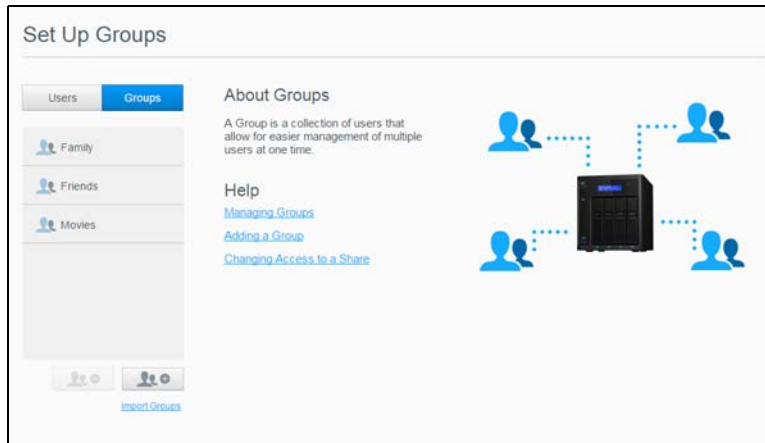 Set Up Groups
Users
Groups
Family
Friends
Movies
Import Groups
About Groups
A Group is a collection of users that
allow for easier management of multiple
users at one time.
Help
Managing Groups
Adding a Group
Changing Access to a Share